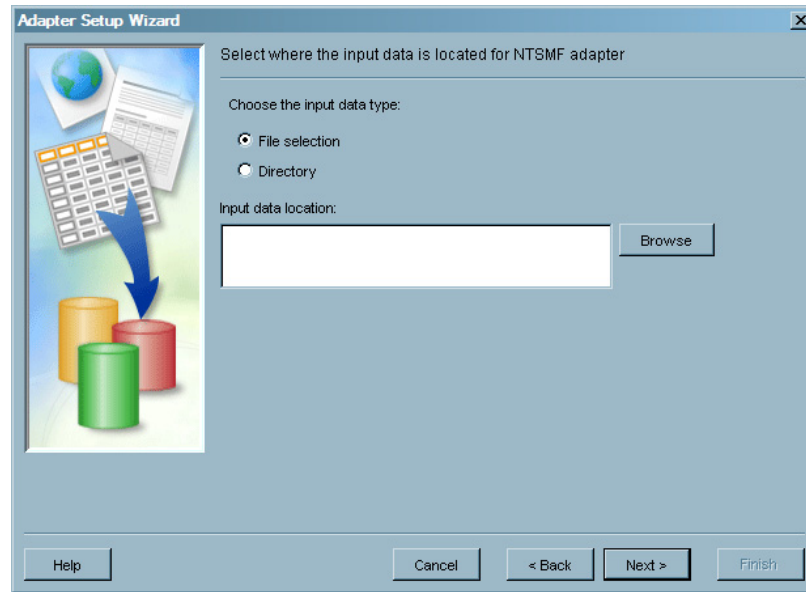 Adapter Setup Wizard
Select where the input data is located for NTSMF adapter
Choose the input data type:
File selection
Directory
Input data location:
Browse
Help
Cancel
< Back
Next >
Finish